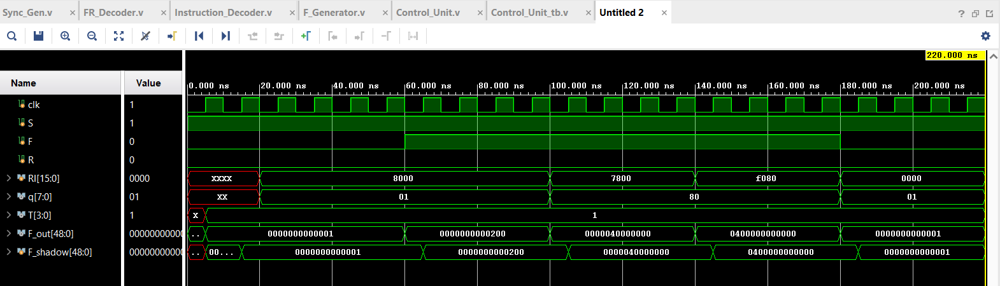 Sync_Gen.v × FR_Decoder.v × Instruction_Decoder.v × F_Generator.v × Control_Unit.v × Control_Unit_tb.v × Untitled 2 ×
220.000 ns
Name Value 0.000 ns 20.000 ns 40.000 ns 60.000 ns 80.000 ns 100.000 ns 120.000 ns 140.000 ns 160.000 ns 180.000 ns 200.000 ns
clk 1
S 1
F 0
R 0
RI[15:0] 0000 XXXX 8000 7800 f080 0000
q[7:0] 01 XX 01 80 01
T[3:0] 1 X 1
F_out[48:0] 00000000000 .. 0000000000001 0000000000200 0000040000000 0400000000000 0000000000001
F_shadow[48:0] 00000000000 .. 00... 0000000000001 0000000000200 0000040000000 0400000000000 0000000000001